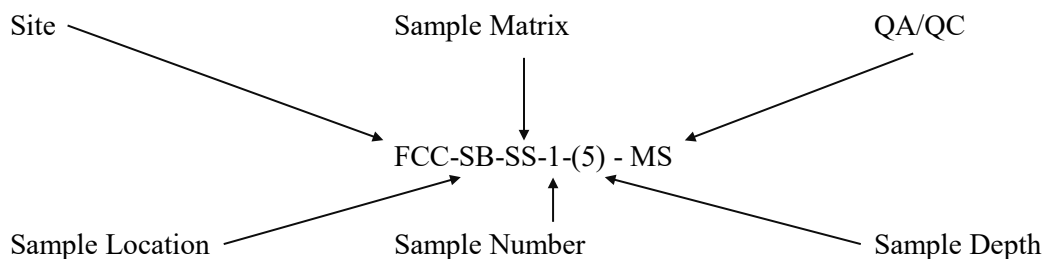 Site Sample Matrix QA/QC
FCC-SB-SS-1-(5) - MS
Sample Location Sample Number Sample Depth